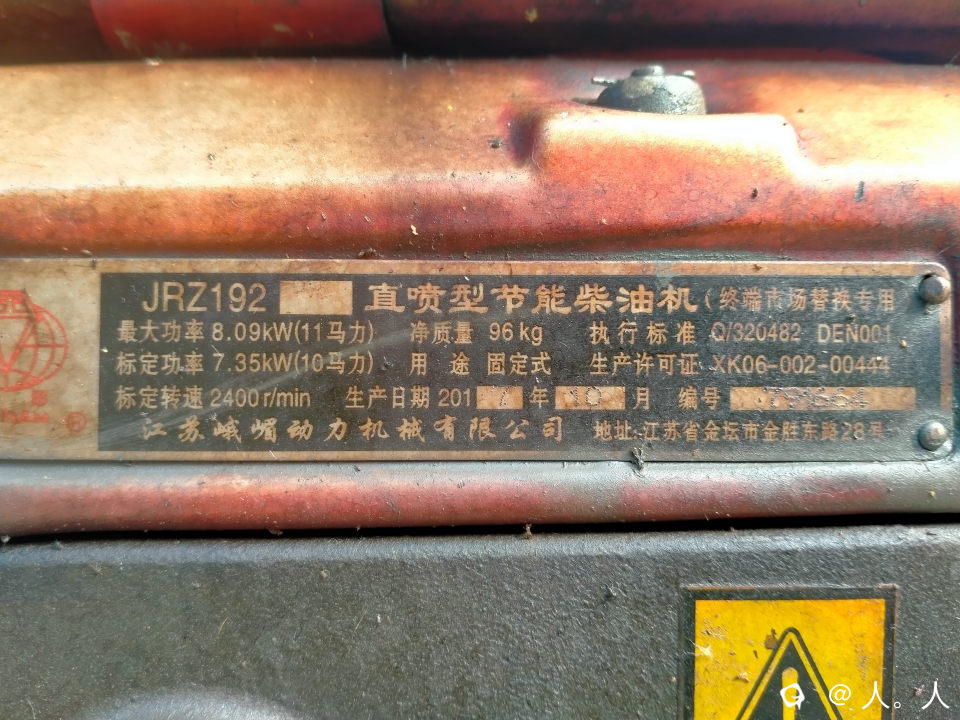 JRZ192 直喷型节能柴油机(终端市场替换专用
最大功率 8.09kW(11马力) 净质量 96kg 执行标准 Q/320482 DEN001
标定功率 7.35kW(10马力) 用途 固定式 生产许可证 XK06-002-00444
标定转速 2400r/min 生产日期 201 年 10 月 编号
江苏峨嵋动力机械有限公司 地址:江苏省金坛市金胜东路28号
@人。人